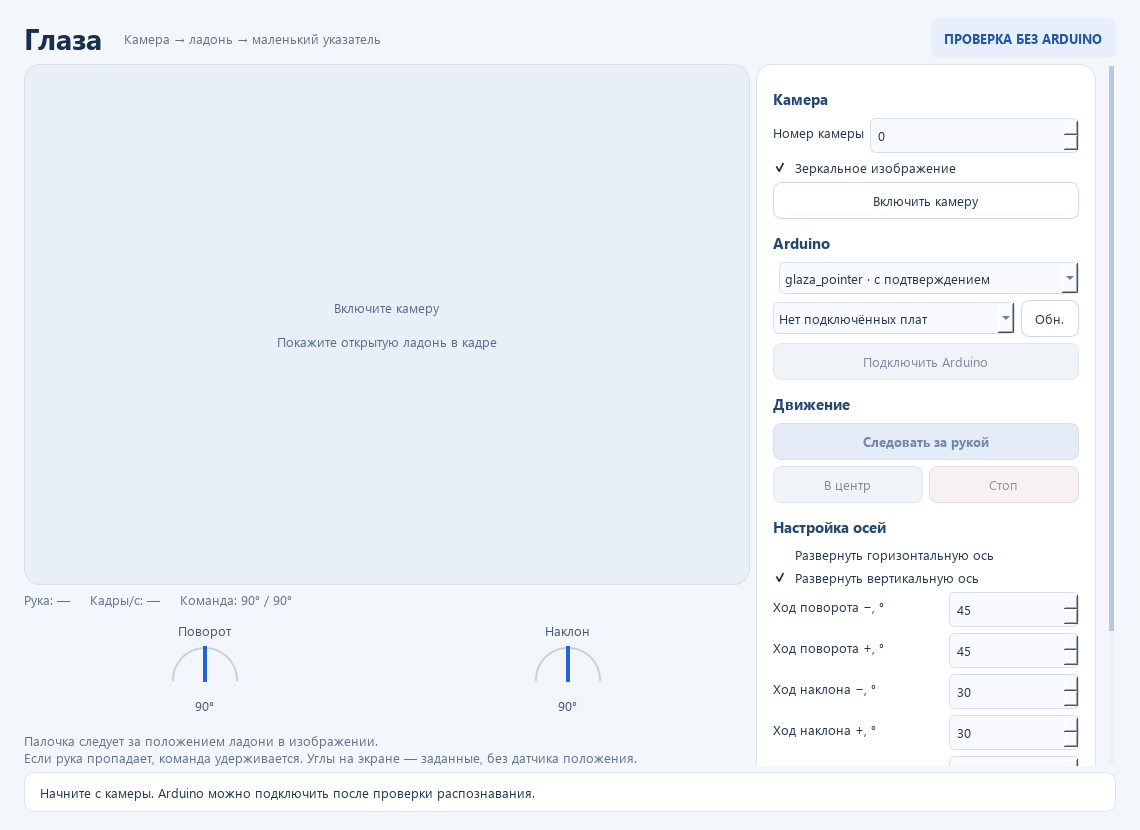 Глаза
Камера → ладонь → маленький указатель
ПРОВЕРКА БЕЗ ARDUINO
Включите камеру
Покажите открытую ладонь в кадре
Рука: — Кадры/с: — Команда: 90° / 90°
Поворот
Наклон
90°
90°
Палочка следует за положением ладони в изображении.
Если рука пропадает, команда удерживается. Углы на экране — заданные, без датчика положения.
Камера
Номер камеры 0
Зеркальное изображение
Включить камеру
Arduino
glaza_pointer · с подтверждением
Нет подключённых плат
Обн.
Подключить Arduino
Движение
Следовать за рукой
В центр
Стоп
Настройка осей
Развернуть горизонтальную ось
Развернуть вертикальную ось
Ход поворота −, ° 45
Ход поворота +, ° 45
Ход наклона −, ° 30
Ход наклона +, ° 30
Начните с камеры. Arduino можно подключить после проверки распознавания.